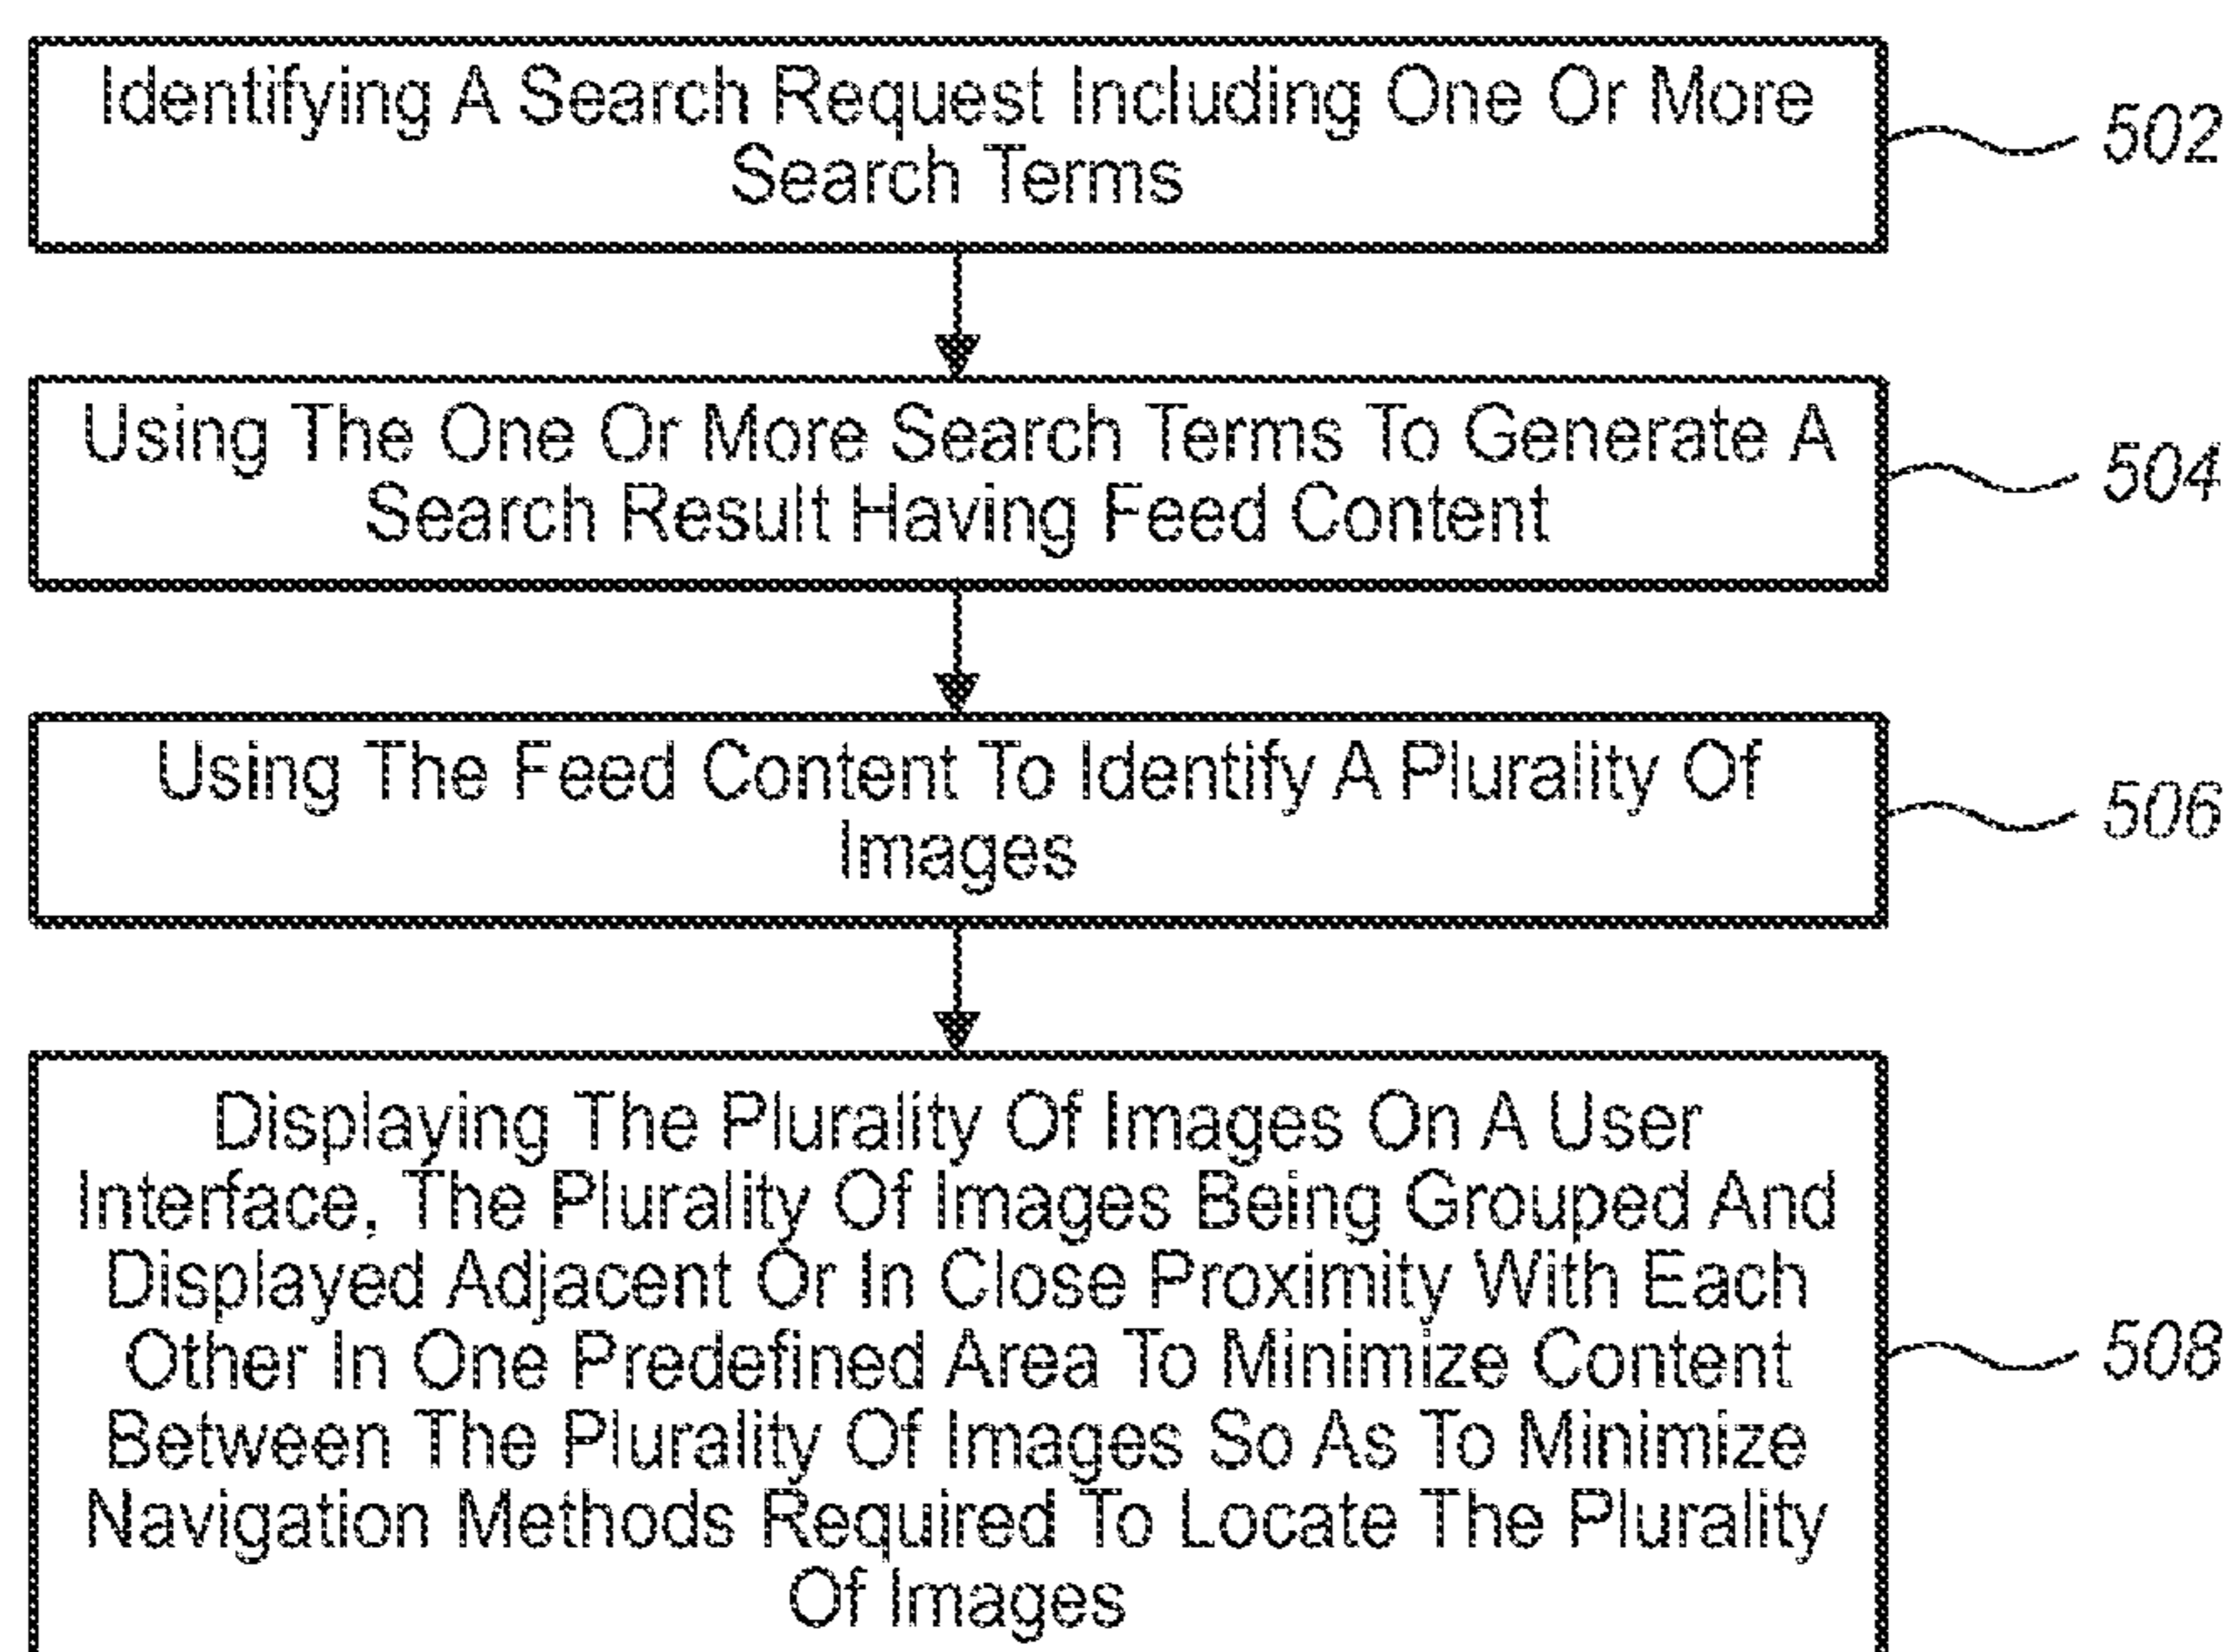 Identifying A Search Request Including One Or More
Search Terms
502
Using The One Or More Search Terms To Generate A
Search Result Having Feed Content
504
Using The Feed Content To Identify A Plurality Of
Images
506
Displaying The Plurality Of Images On A User
Interface, The Plurality Of Images Being Grouped And
Displayed Adjacent Or In Close Proximity With Each
Other In One Predefined Area To Minimize Content
Between The Plurality Of Images So As To Minimize
Navigation Methods Required To Locate The Plurality
Of Images
508